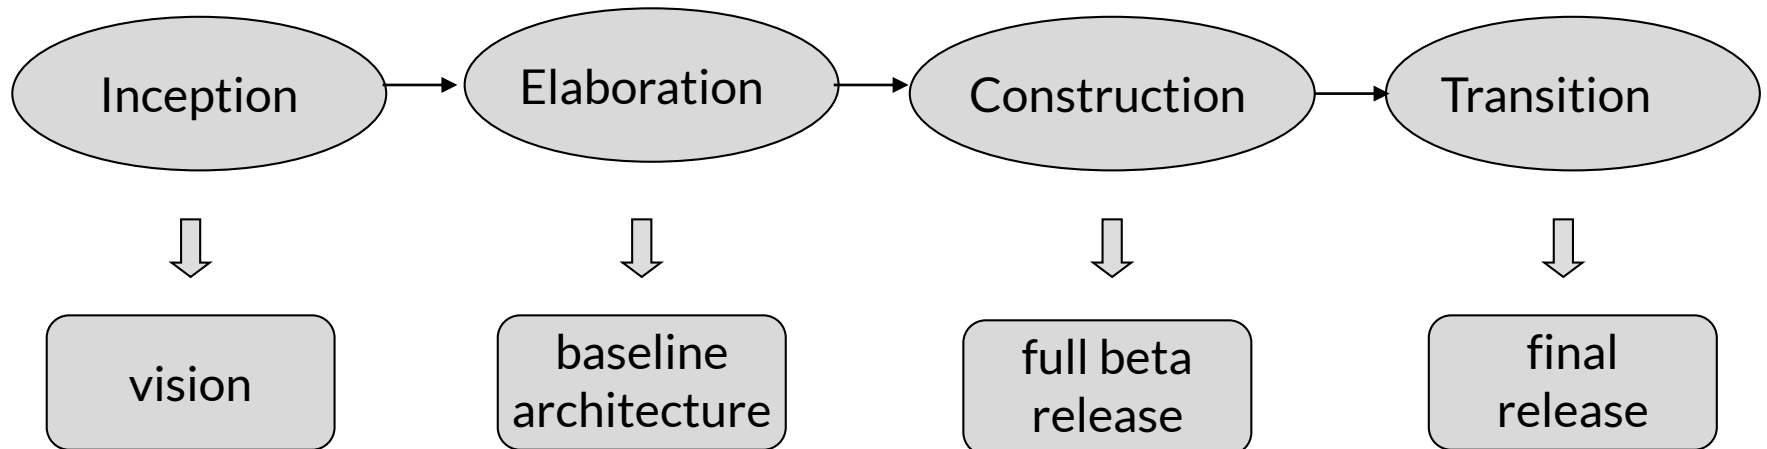 Inception
Elaboration
Construction
Transition
vision
baseline
architecture
full beta
release
final
release